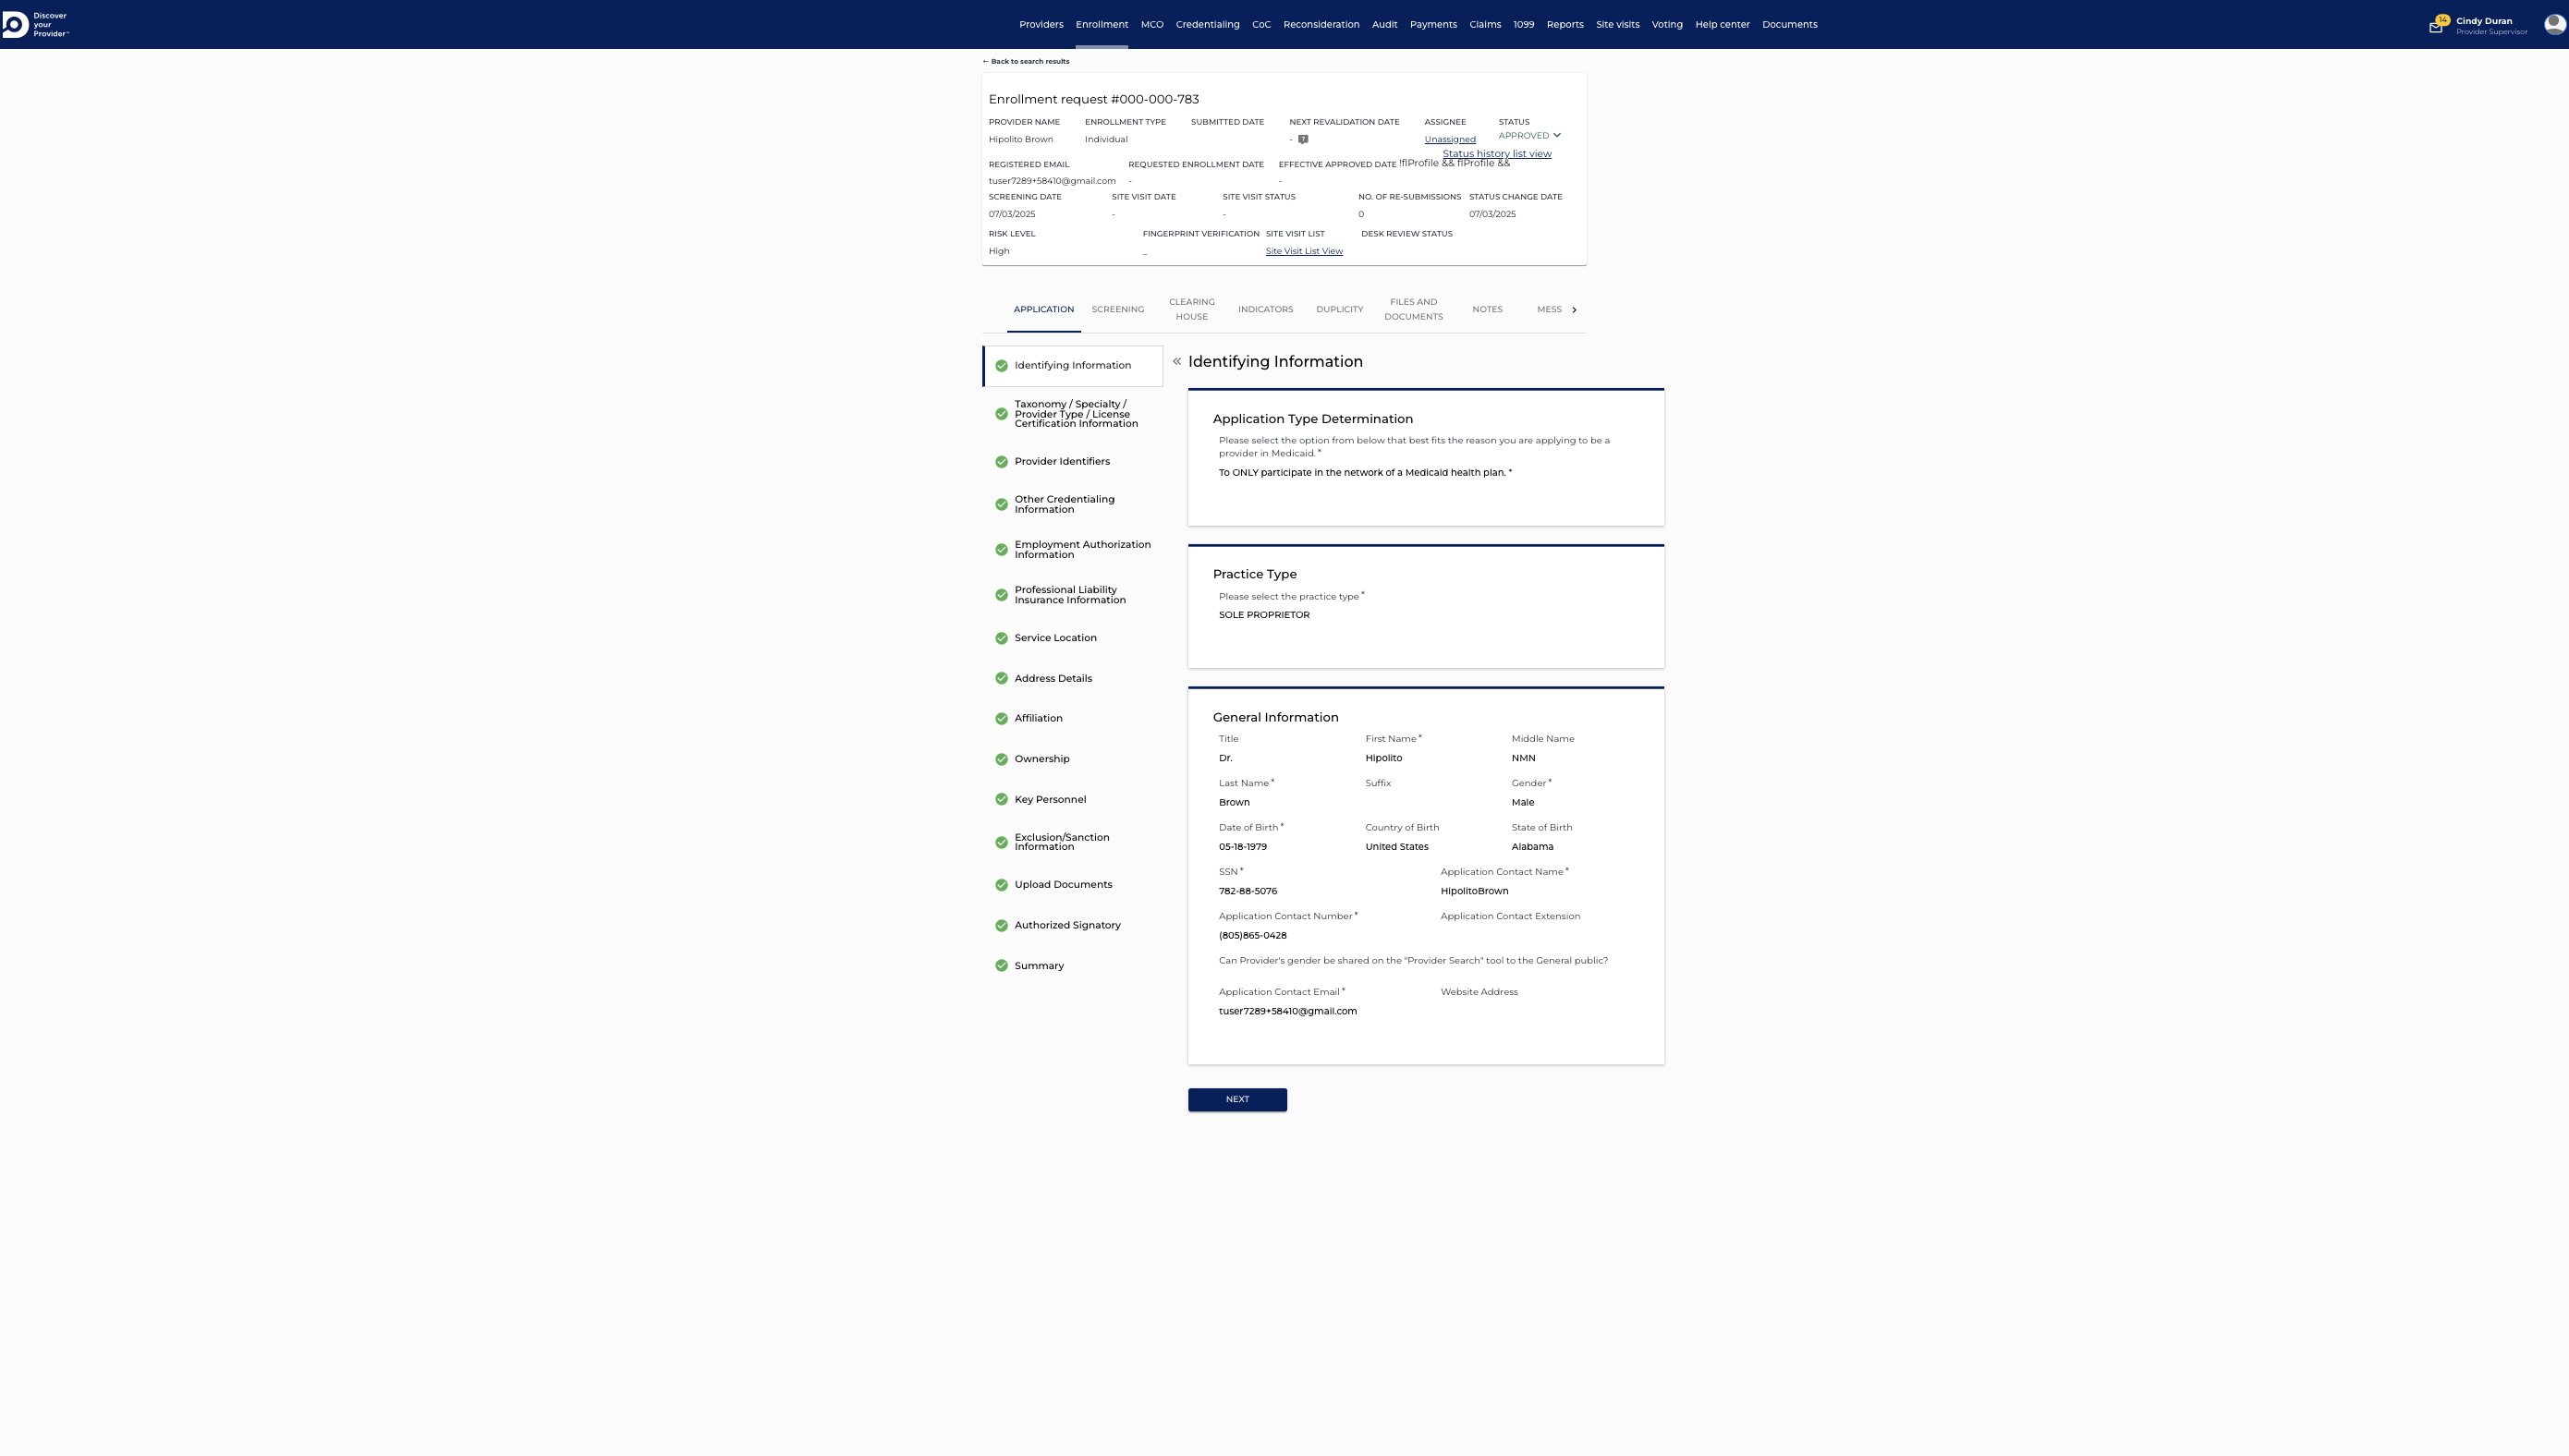 Discover
your
Provider™
Providers Enrollment MCO Credentialing CoC Reconsideration Audit Payments Claims 1099 Reports Site visits Voting Help center Documents
14
Cindy Duran
Provider Supervisor
← Back to search results
Enrollment request #000-000-783
PROVIDER NAME ENROLLMENT TYPE SUBMITTED DATE NEXT REVALIDATION DATE ASSIGNEE STATUS
Hipolito Brown Individual - ? Unassigned APPROVED
Status history list view
REGISTERED EMAIL REQUESTED ENROLLMENT DATE EFFECTIVE APPROVED DATE !flProfile && flProfile &&
tuser7289+58410@gmail.com - -
SCREENING DATE SITE VISIT DATE SITE VISIT STATUS NO. OF RE-SUBMISSIONS STATUS CHANGE DATE
07/03/2025 - - 0 07/03/2025
RISK LEVEL FINGERPRINT VERIFICATION SITE VISIT LIST DESK REVIEW STATUS
High _ Site Visit List View
APPLICATION SCREENING CLEARING HOUSE INDICATORS DUPLICITY FILES AND DOCUMENTS NOTES MESS
Identifying Information
Taxonomy / Specialty /
Provider Type / License
Certification Information
Provider Identifiers
Other Credentialing
Information
Employment Authorization
Information
Professional Liability
Insurance Information
Service Location
Address Details
Affiliation
Ownership
Key Personnel
Exclusion/Sanction
Information
Upload Documents
Authorized Signatory
Summary
« Identifying Information
Application Type Determination
Please select the option from below that best fits the reason you are applying to be a
provider in Medicaid. *
To ONLY participate in the network of a Medicaid health plan. *
Practice Type
Please select the practice type *
SOLE PROPRIETOR
General Information
Title First Name * Middle Name
Dr. Hipolito NMN
Last Name * Suffix Gender *
Brown Male
Date of Birth * Country of Birth State of Birth
05-18-1979 United States Alabama
SSN * Application Contact Name *
782-88-5076 HipolitoBrown
Application Contact Number * Application Contact Extension
(805)865-0428
Can Provider's gender be shared on the "Provider Search" tool to the General public?
Application Contact Email * Website Address
tuser7289+58410@gmail.com
NEXT